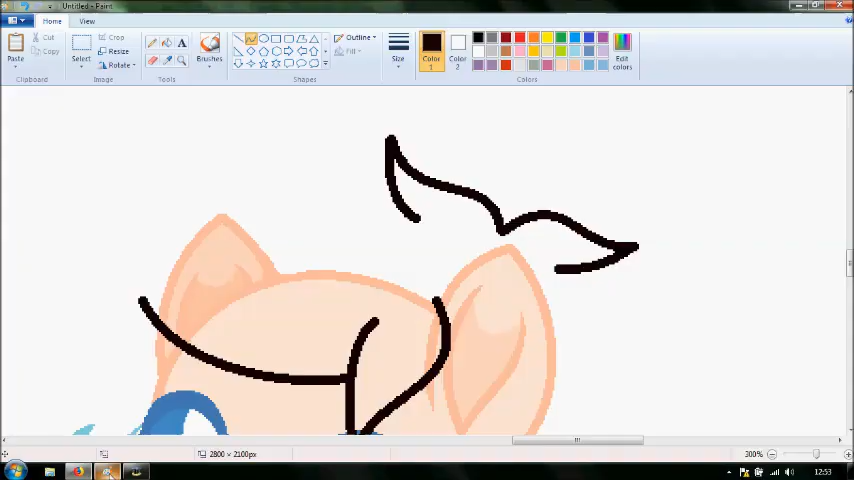 Untitled - Paint
Home
View
Paste
Cut
Copy
Clipboard
Select
Crop
Resize
Rotate
Image
Tools
Brushes
Outline
Fill
Shapes
Size
Color
1
Color
2
Edit
colors
Colors
2800 × 2100px
300%
12:53